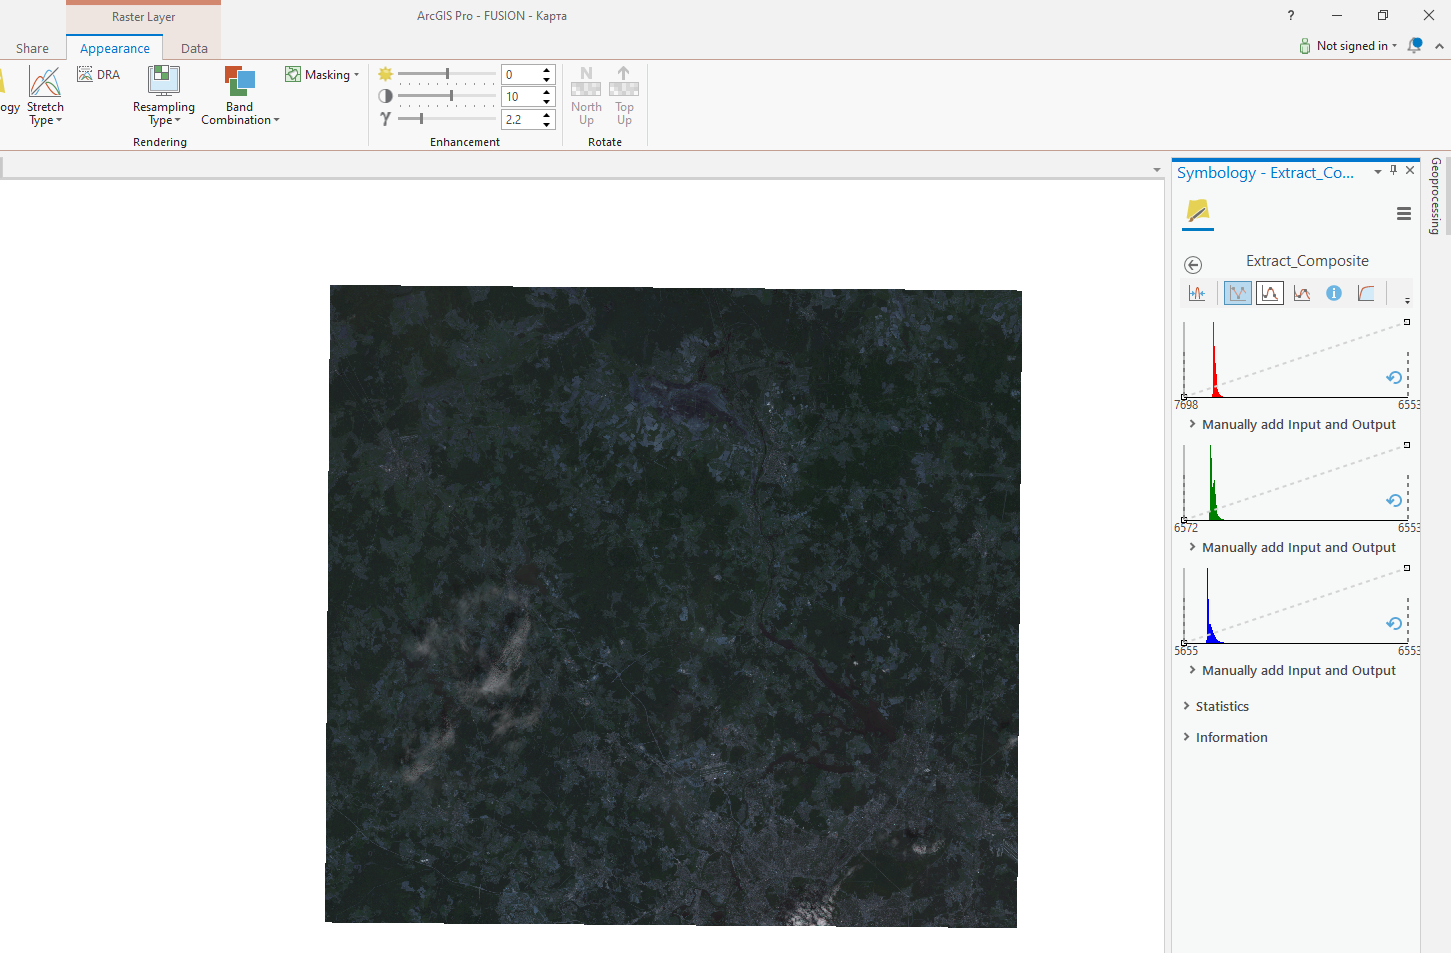 Raster Layer
ArcGIS Pro - FUSION - Карта
?
Share
Appearance
Data
Not signed in
ogy
Stretch
Type
DRA
Resampling
Type
Band
Combination
Masking
Rendering
0
10
γ
2.2
Enhancement
N
North
Up
Top
Up
Rotate
Symbology - Extract_Co...
Geoprocessing
Extract_Composite
7698
6553
Manually add Input and Output
6572
6553
Manually add Input and Output
5655
6553
Manually add Input and Output
Statistics
Information